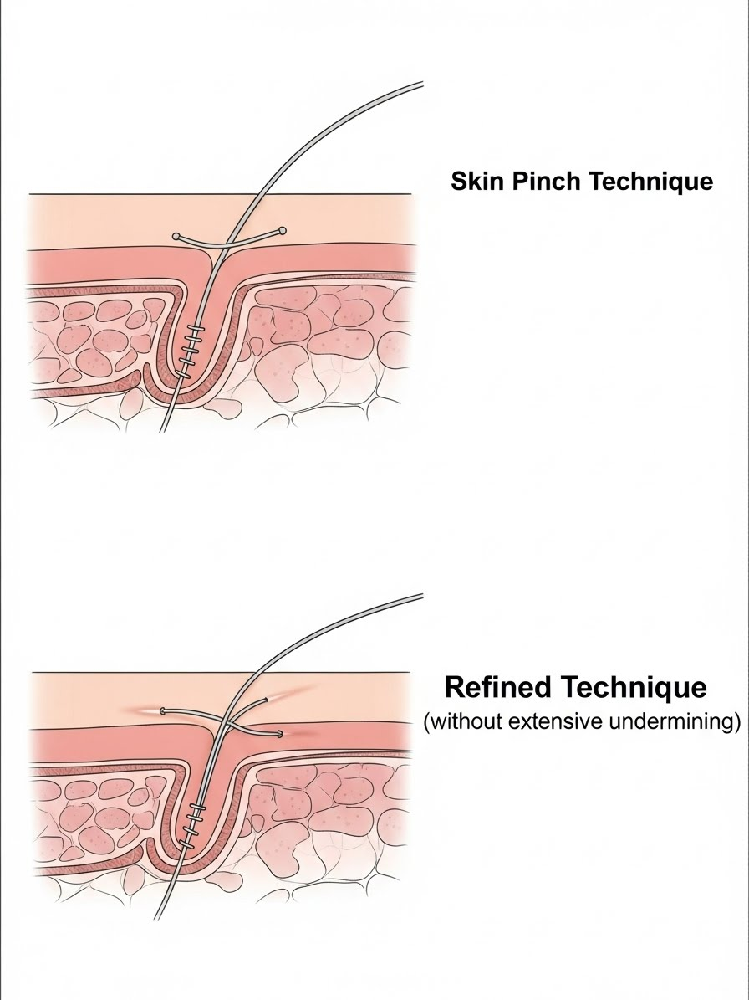 Skin Pinch Technique
Refined Technique
(without extensive undermining)